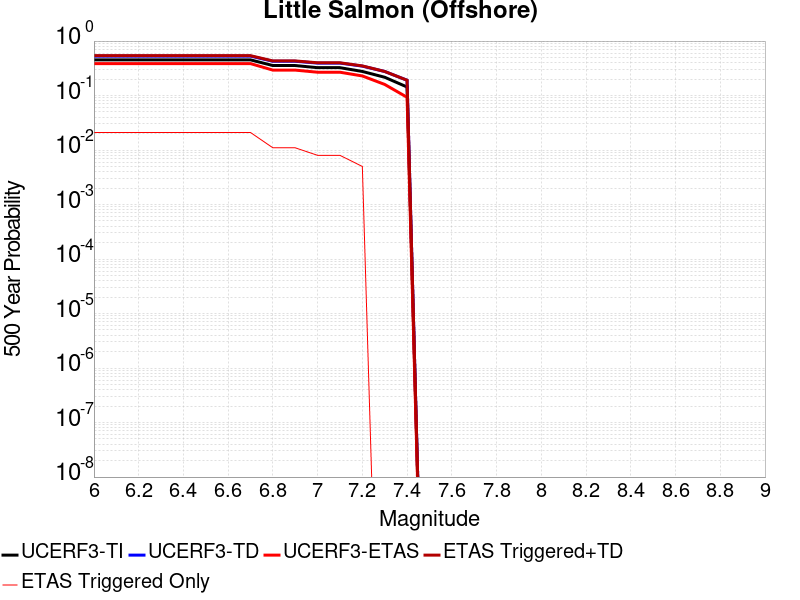 Little Salmon (Offshore)
10^0
10^-1
10^-2
10^-3
10^-4
10^-5
10^-6
10^-7
10^-8
500 Year Probability
6 6.2 6.4 6.6 6.8 7 7.2 7.4 7.6 7.8 8 8.2 8.4 8.6 8.8 9
Magnitude
UCERF3-TI UCERF3-TD UCERF3-ETAS ETAS Triggered+TD
ETAS Triggered Only